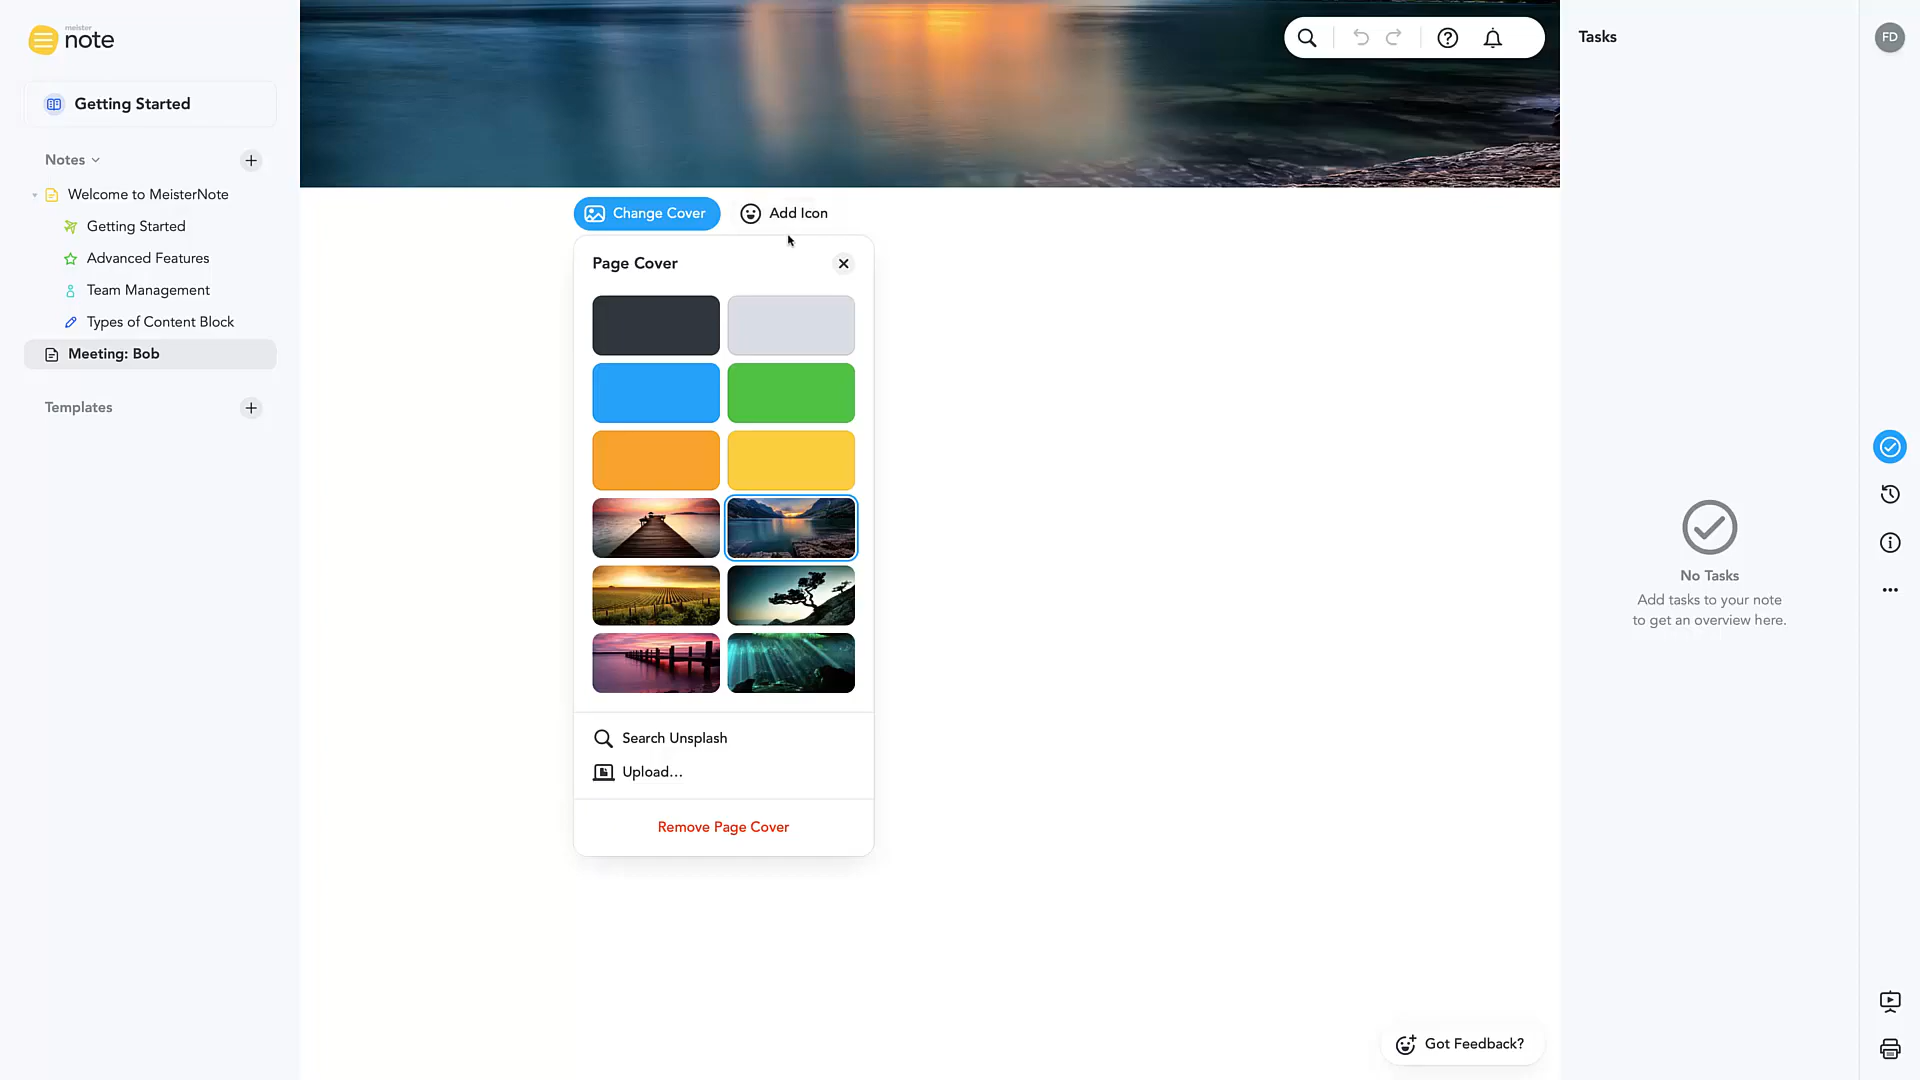 meister
note
Getting Started
Notes
Welcome to MeisterNote
Getting Started
Advanced Features
Team Management
Types of Content Block
Meeting: Bob
Templates
Change Cover
Add Icon
Page Cover
Search Unsplash
Upload...
Remove Page Cover
Tasks
FD
No Tasks
Add tasks to your note
to get an overview here.
Got Feedback?